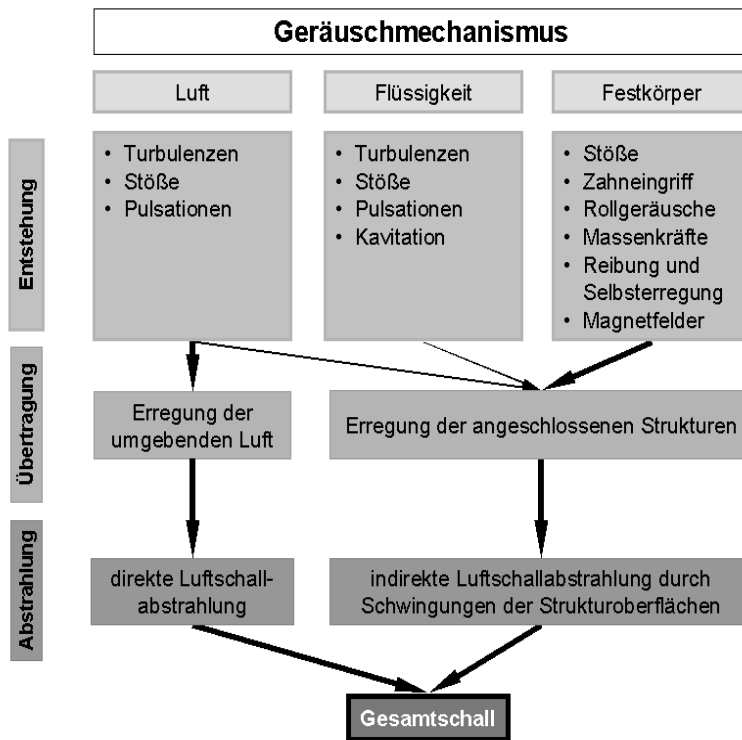 Geräuschmechanismus
Luft
Flüssigkeit
Festkörper
Entstehung
• Turbulenzen
• Stöße
• Pulsationen
• Turbulenzen
• Stöße
• Pulsationen
• Kavitation
• Stöße
• Zahneingriff
• Rollgeräusche
• Massenkräfte
• Reibung und
Selbsterregung
• Magnetfelder
Übertragung
Erregung der
umgebenden Luft
Erregung der angeschlossenen Strukturen
Abstrahlung
direkte Luftschall-
abstrahlung
indirekte Luftschallabstrahlung durch
Schwingungen der Strukturoberflächen
Gesamtschall